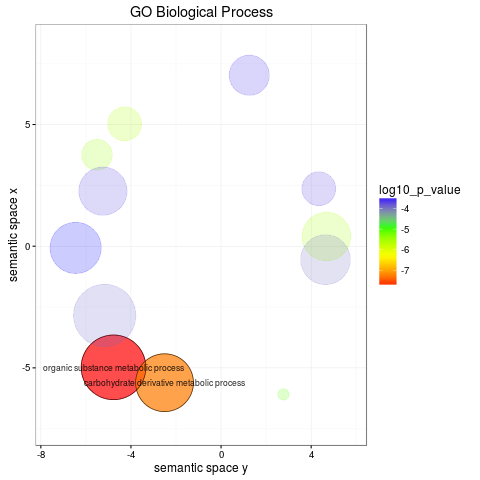 GO Biological Process
semantic space x
5
0
-5
organic substance metabolic process
carbohydrate derivative metabolic process
-8
-4
0
4
semantic space y
log10_p_value
-4
-5
-6
-7